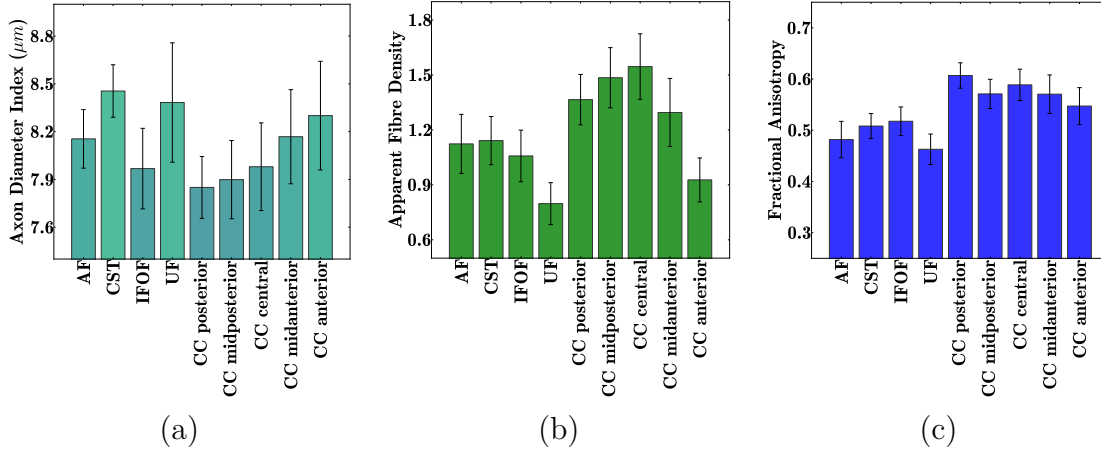 Axon Diameter Index (μm)
8.8
8.5
8.2
7.9
7.6
AF
CST
IFOF
UF
CC posterior
CC midposterior
CC central
CC midanterior
CC anterior
(a)
Apparent Fibre Density
1.8
1.5
1.2
0.9
0.6
AF
CST
IFOF
UF
CC posterior
CC midposterior
CC central
CC midanterior
CC anterior
(b)
Fractional Anisotropy
0.7
0.6
0.5
0.4
0.3
AF
CST
IFOF
UF
CC posterior
CC midposterior
CC central
CC midanterior
CC anterior
(c)